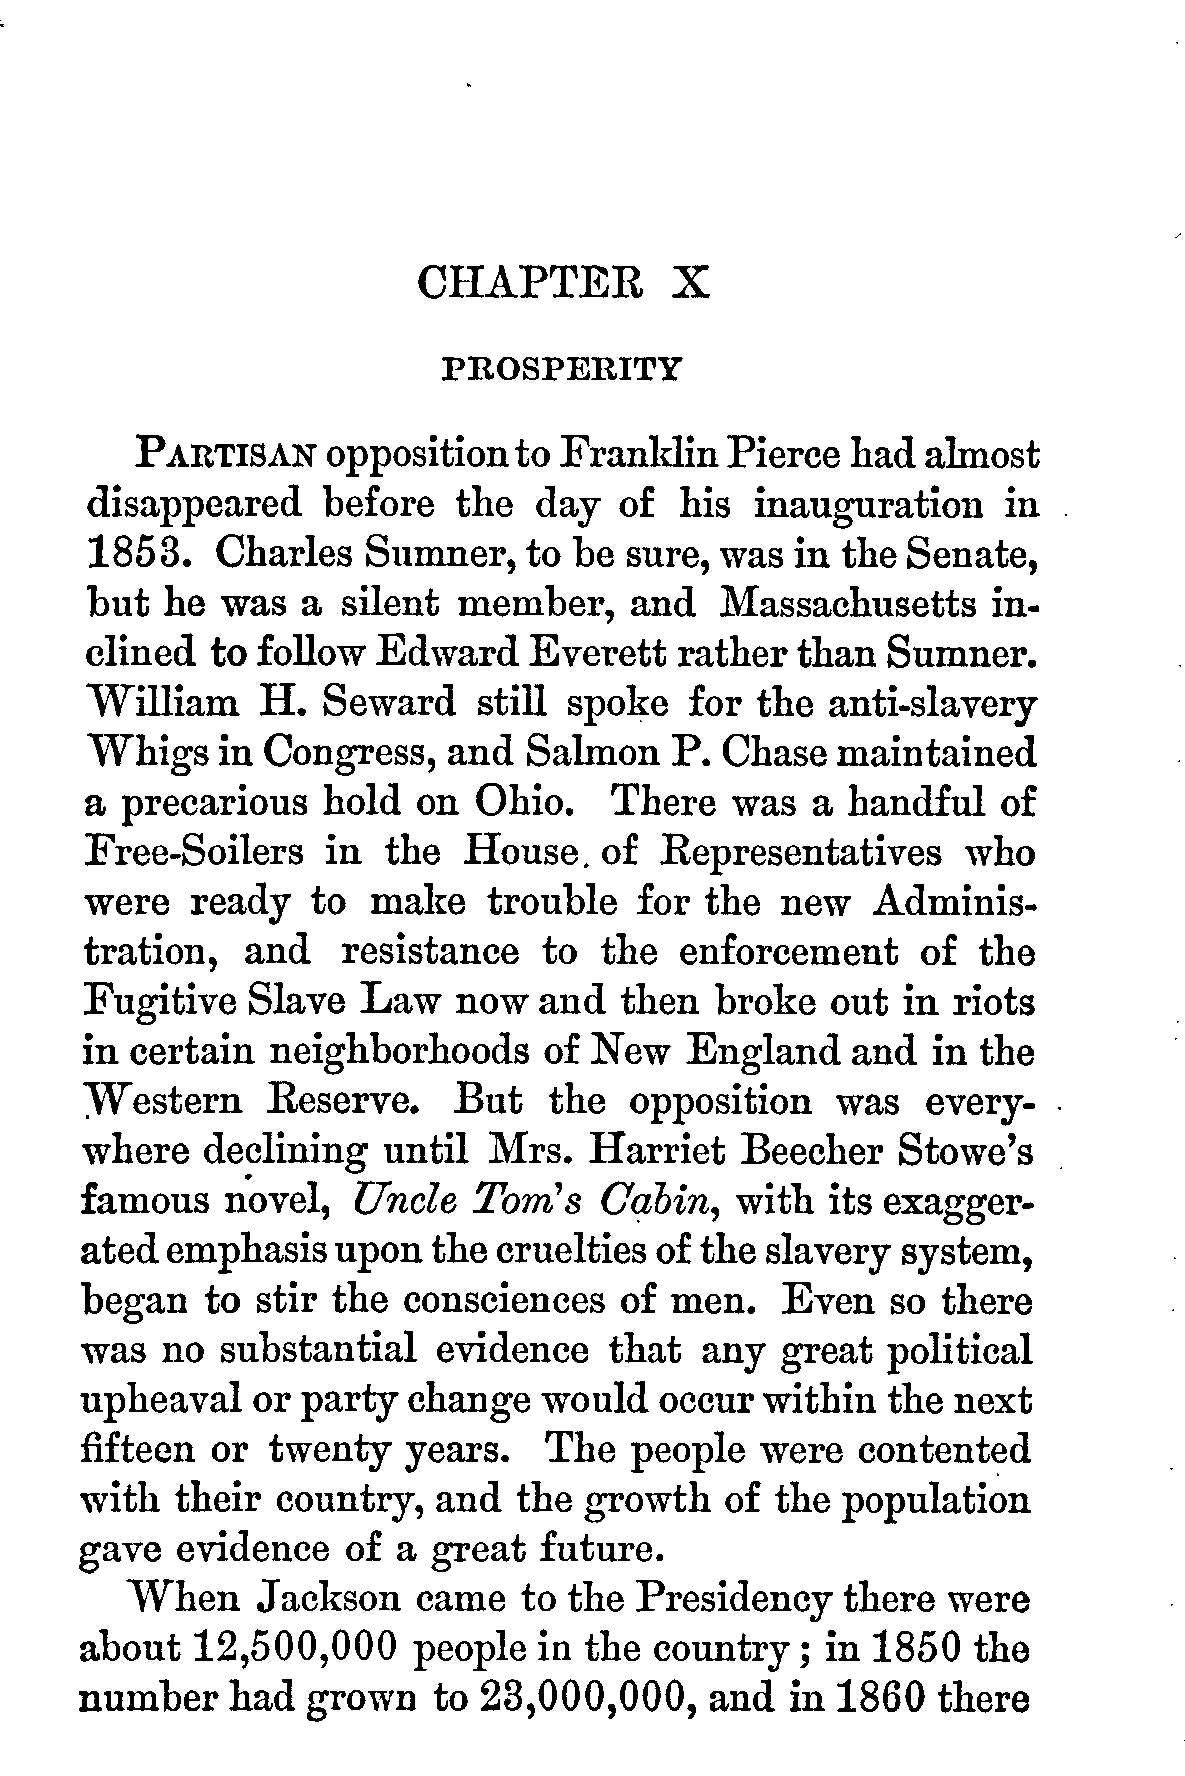 CHAPTER X
PROSPERITY
PARTISAN opposition to Franklin Pierce had almost
disappeared before the day of his inauguration in
1853. Charles Sumner, to be sure, was in the Senate,
but he was a silent member, and Massachusetts in-
clined to follow Edward Everett rather than Sumner.
William H. Seward still spoke for the anti-slavery
Whigs in Congress, and Salmon P. Chase maintained
a precarious hold on Ohio. There was a handful of
Free-Soilers in the House of Representatives who
were ready to make trouble for the new Adminis-
tration, and resistance to the enforcement of the
Fugitive Slave Law now and then broke out in riots
in certain neighborhoods of New England and in the
Western Reserve. But the opposition was every-
where declining until Mrs. Harriet Beecher Stowe's
famous novel, Uncle Tom's Cabin, with its exagger-
ated emphasis upon the cruelties of the slavery system,
began to stir the consciences of men. Even so there
was no substantial evidence that any great political
upheaval or party change would occur within the next
fifteen or twenty years. The people were contented
with their country, and the growth of the population
gave evidence of a great future.
When Jackson came to the Presidency there were
about 12,500,000 people in the country; in 1850 the
number had grown to 23,000,000, and in 1860 there